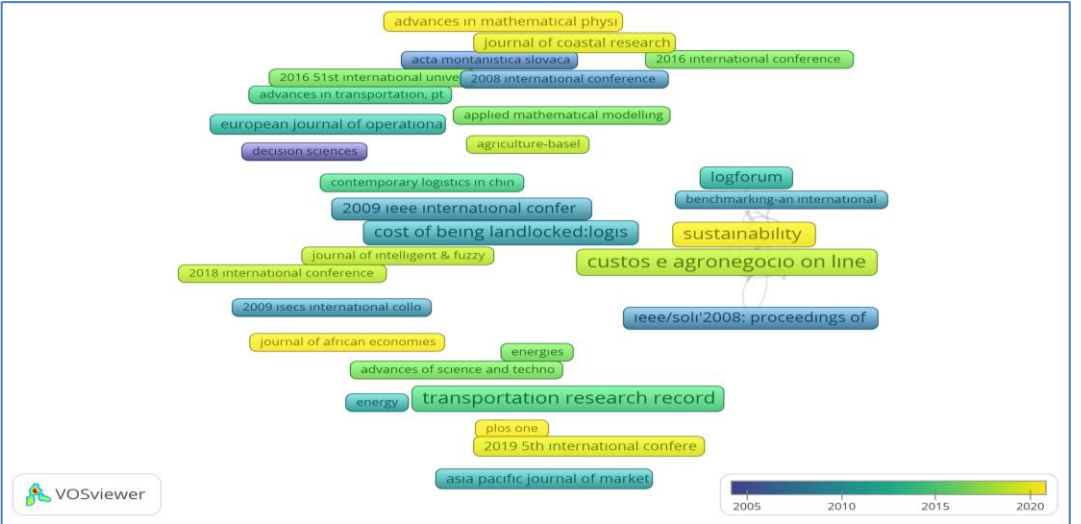 advances in mathematical physi
journal of coastal research
acta montanistica slovaca
2016 international conference
2016 51st international unive
2008 international conference
advances in transportation, pt
applied mathematical modelling
european journal of operationa
agriculture-basel
decision sciences
logforum
contemporary logistics in chin
benchmarking-an international
2009 ieee international confer
cost of being landlocked:logis
sustainability
journal of intelligent & fuzzy
custos e agronegocio on line
2018 international conference
2009 isecs international collo
ieee/soli'2008: proceedings of
journal of african economies
energies
advances of science and techno
energy
transportation research record
plos one
2019 5th international confere
asia pacific journal of market
VOSviewer
2005 2010 2015 2020